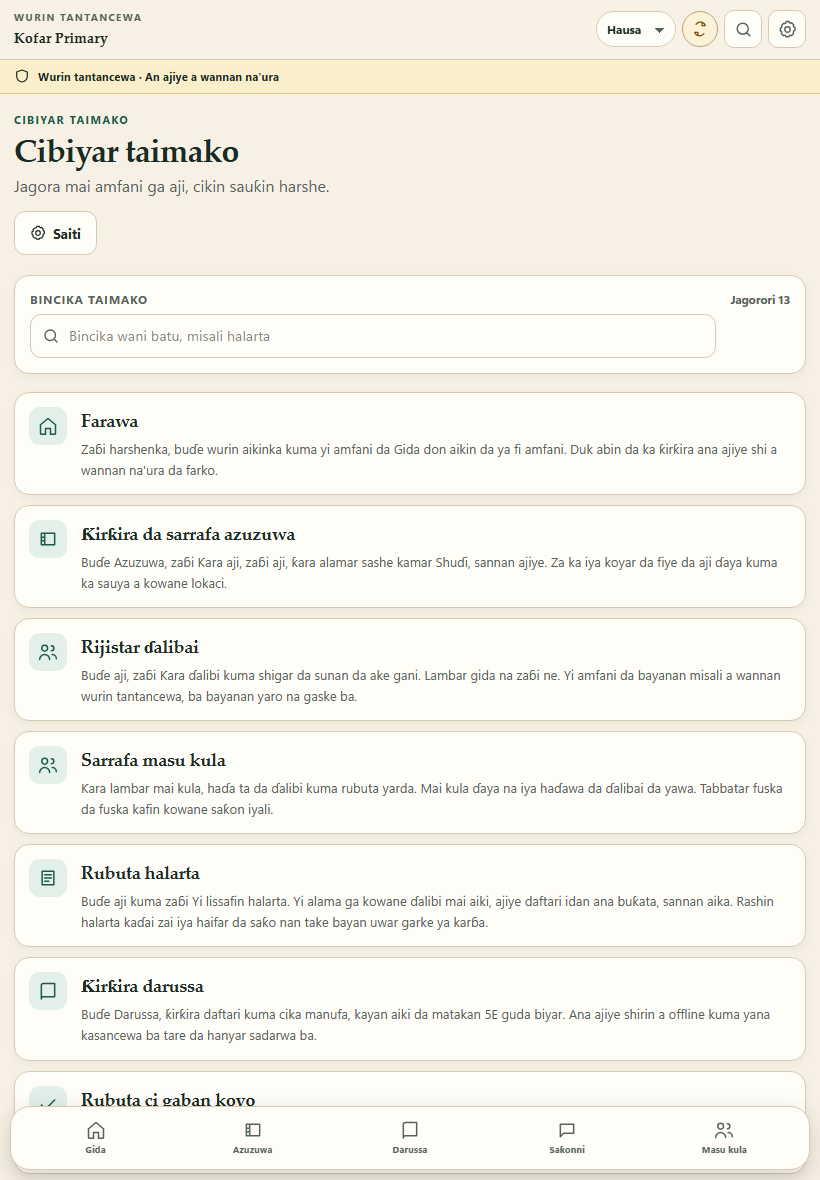 WURIN TANTANCEWA
Kofar Primary
Hausa
Wurin tantancewa · An ajiye a wannan na'ura
CIBIYAR TAIMAKO
Cibiyar taimako
Jagora mai amfani ga aji, cikin sauƙin harshe.
Saiti
BINCIKA TAIMAKO
Jagorori 13
Bincika wani batu, misali halarta
Farawa
Zaɓi harshenka, buɗe wurin aikinka kuma yi amfani da Gida don aikin da ya fi amfani. Duk abin da ka ƙirƙira ana ajiye shi a
wannan na'ura da farko.
Ƙirƙira da sarrafa azuzuwa
Buɗe Azuzuwa, zaɓi Kara aji, zaɓi aji, ƙara alamar sashe kamar Shuɗi, sannan ajiye. Za ka iya koyar da fiye da aji ɗaya kuma
ka sauya a kowane lokaci.
Rijistar ɗalibai
Buɗe aji, zaɓi Kara ɗalibi kuma shigar da sunan da ake gani. Lambar gida na zaɓi ne. Yi amfani da bayanan misali a wannan
wurin tantancewa, ba bayanan yaro na gaske ba.
Sarrafa masu kula
Kara lambar mai kula, haɗa ta da ɗalibi kuma rubuta yarda. Mai kula ɗaya na iya haɗawa da ɗalibai da yawa. Tabbatar fuska
da fuska kafin kowane saƙon iyali.
Rubuta halarta
Buɗe aji kuma zaɓi Yi lissafin halarta. Yi alama ga kowane ɗalibi mai aiki, ajiye daftari idan ana buƙata, sannan aika. Rashin
halarta kaɗai zai iya haifar da saƙo nan take bayan uwar garke ya karɓa.
Ƙirƙira darussa
Buɗe Darussa, ƙirƙira daftari kuma cika manufa, kayan aiki da matakan 5E guda biyar. Ana ajiye shirin a offline kuma yana
kasancewa ba tare da hanyar sadarwa ba.
Rubuta ci gaban koyo
Gida
Azuzuwa
Darussa
Saƙonni
Masu kula